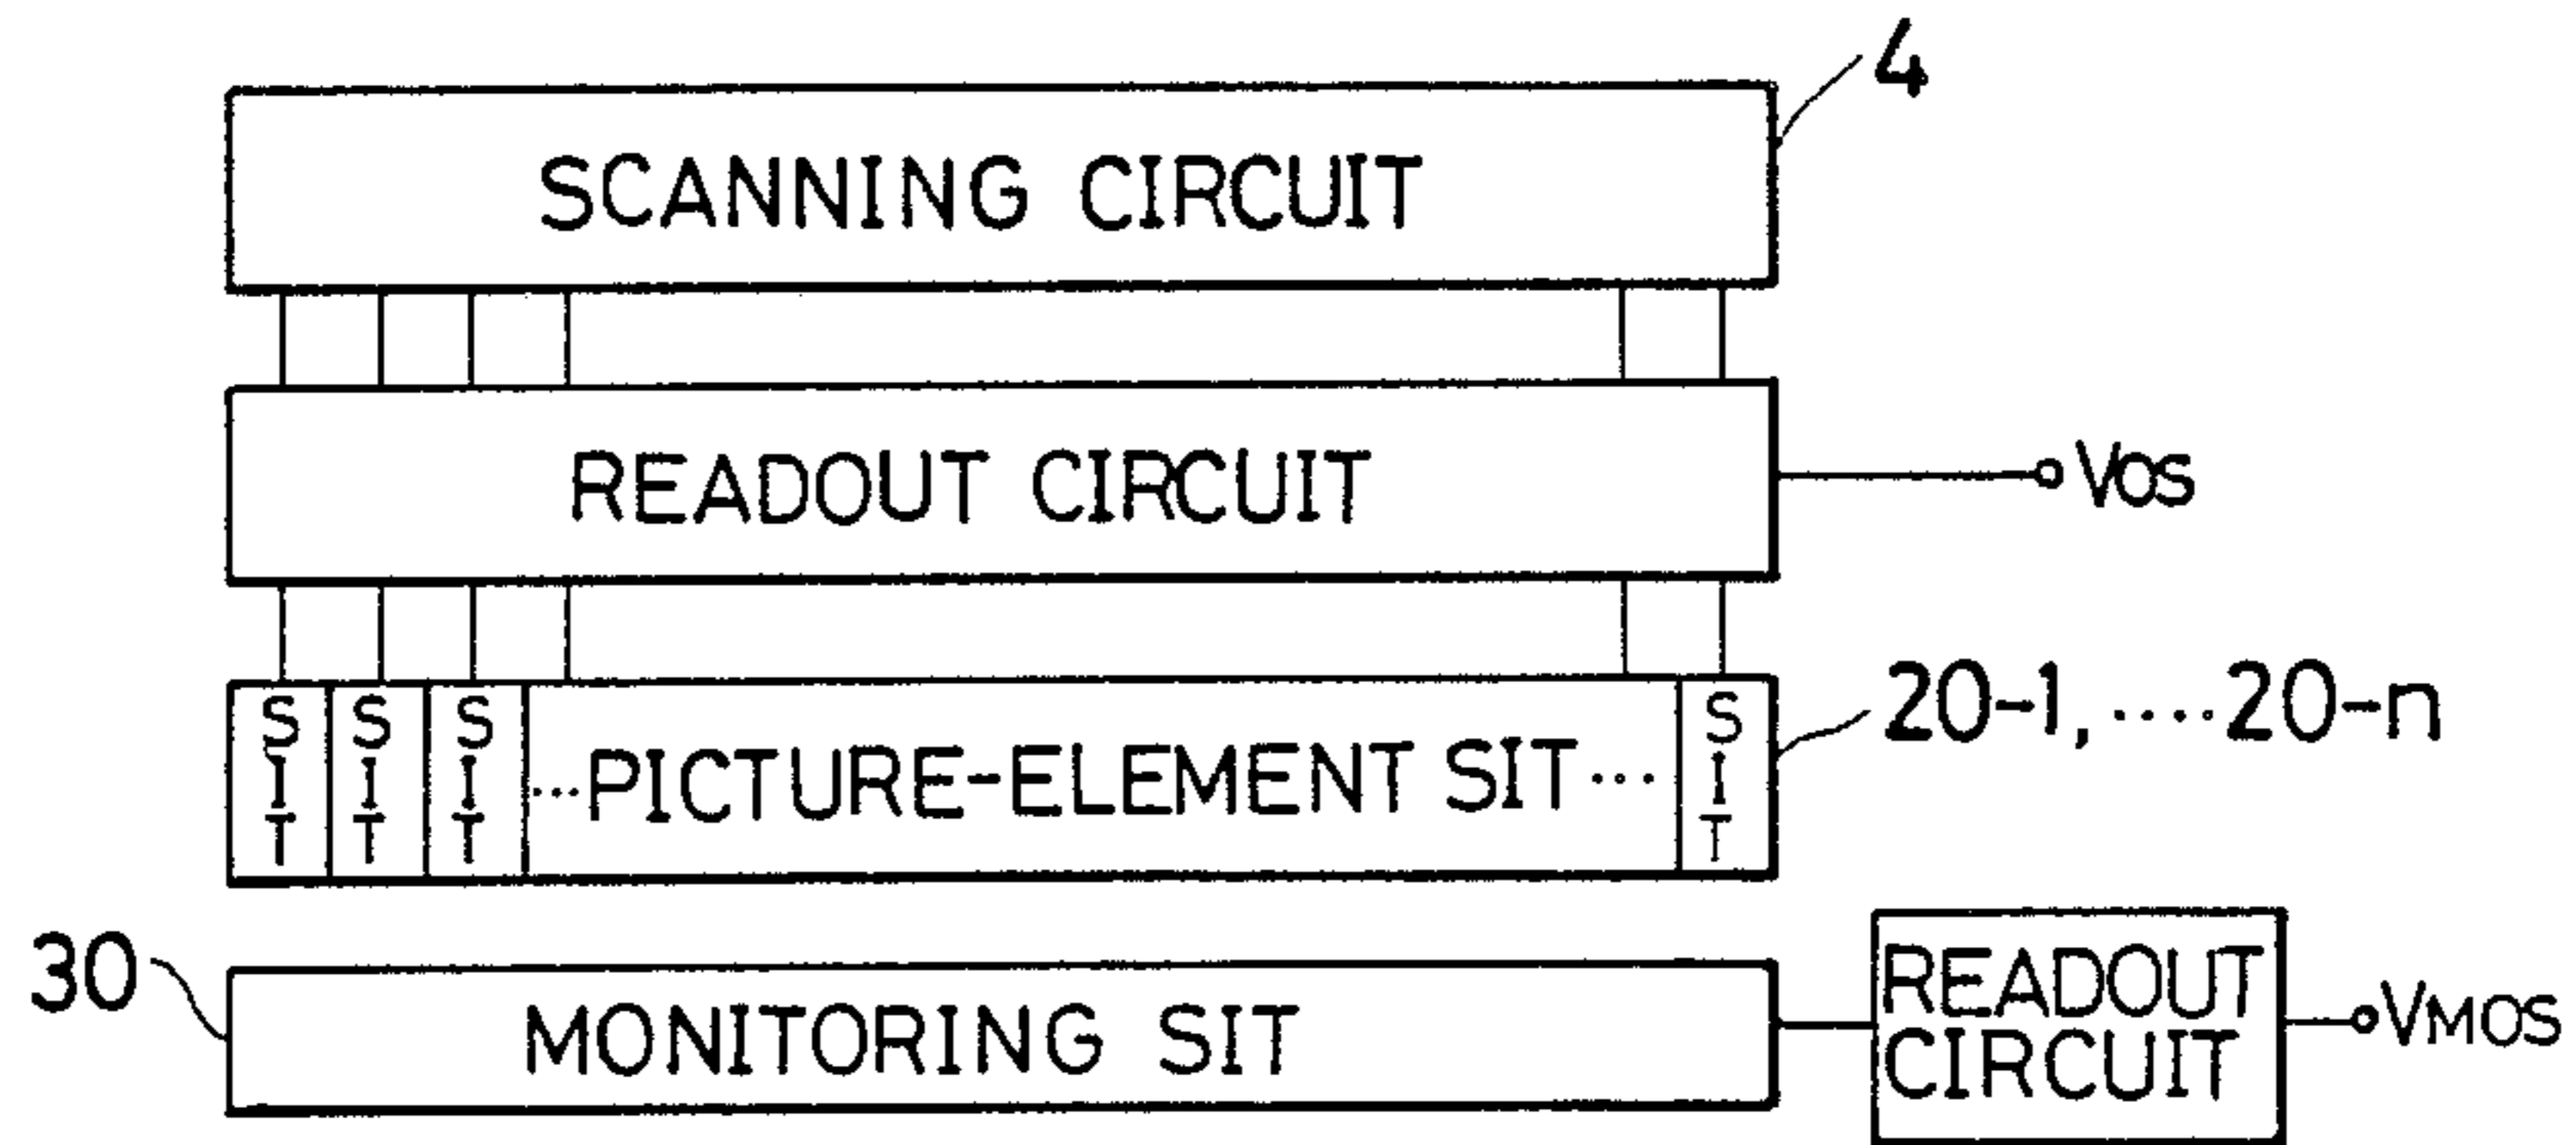 4
SCANNING CIRCUIT
READOUT CIRCUIT
VOS
20-1, ....20-n
S I T
S I T
S I T
...PICTURE-ELEMENT SIT...
S I T
30
MONITORING SIT
READOUT
CIRCUIT
VMOS